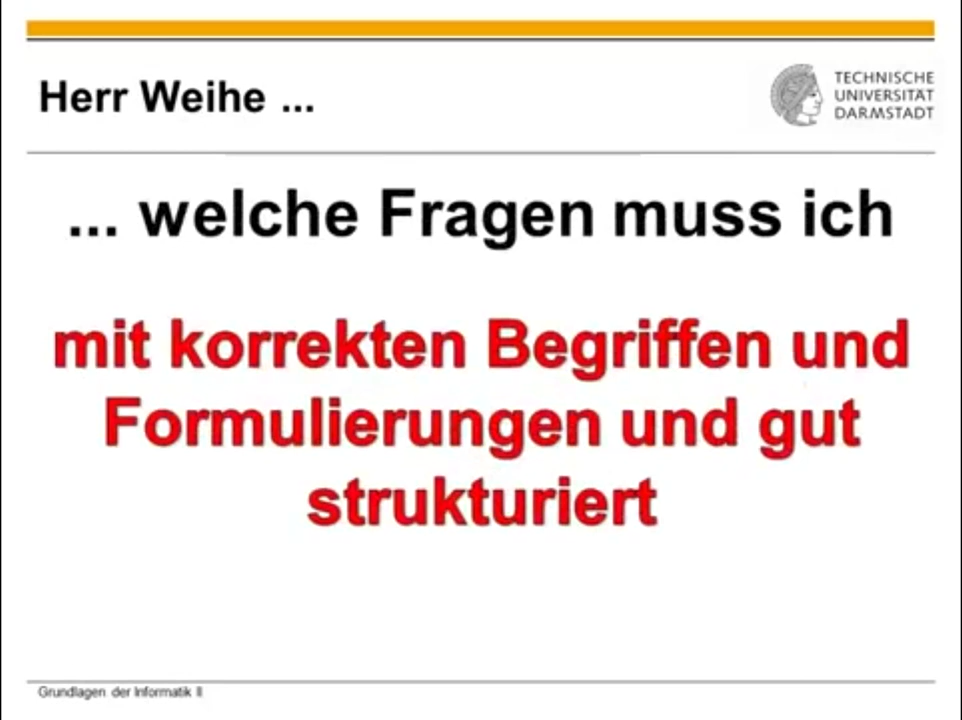 Herr Weihe ...
TECHNISCHE
UNIVERSITÄT
DARMSTADT
... welche Fragen muss ich
mit korrekten Begriffen und
Formulierungen und gut
strukturiert
Grundlagen der Informatik II